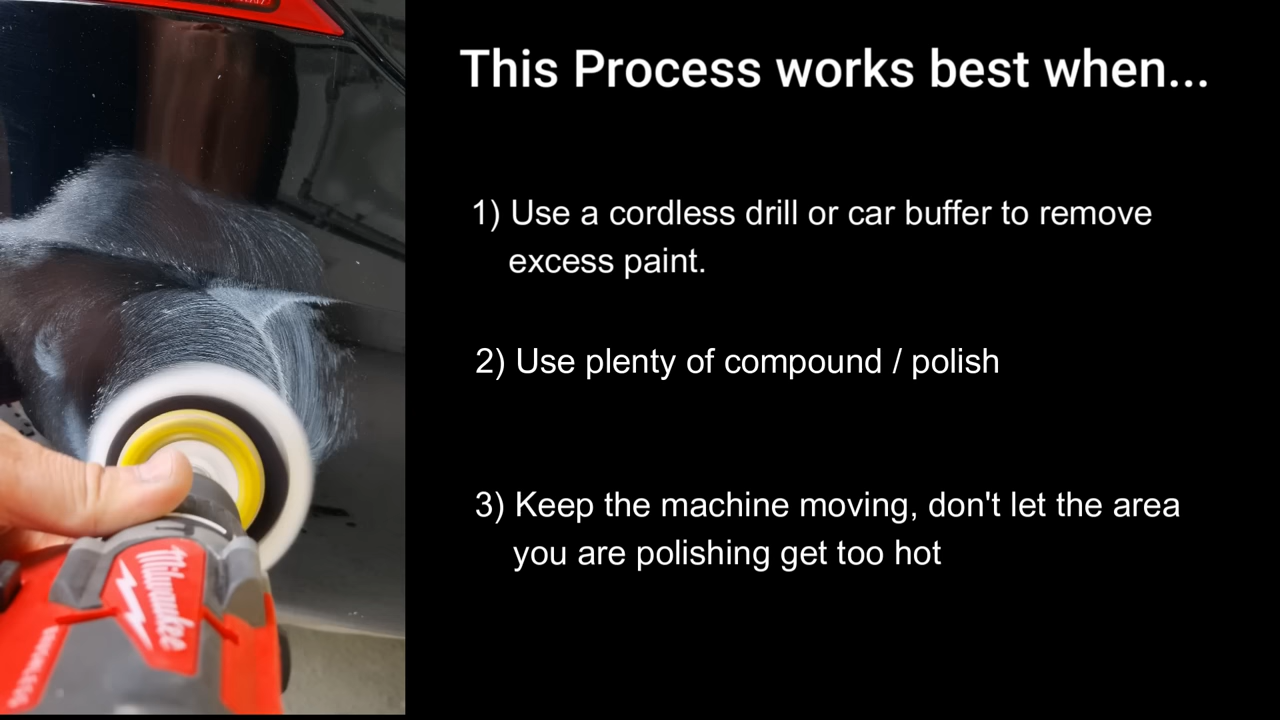 This Process works best when...
1) Use a cordless drill or car buffer to remove
excess paint.
2) Use plenty of compound / polish
3) Keep the machine moving, don't let the area
you are polishing get too hot
Milwaukee